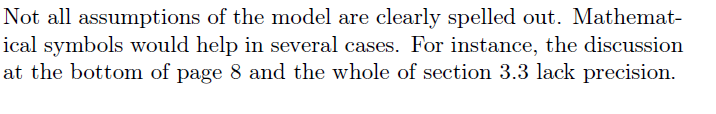 Not all assumptions of the model are clearly spelled out. Mathemat-
ical symbols would help in several cases. For instance, the discussion
at the bottom of page 8 and the whole of section 3.3 lack precision.